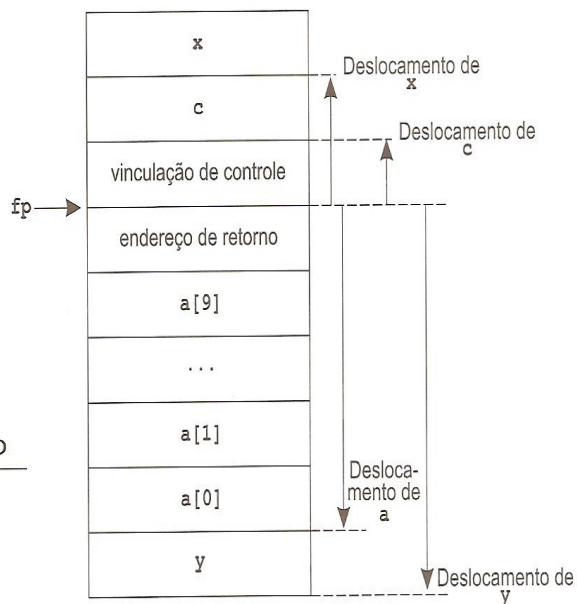 x
Deslocamento de
x
c
Deslocamento de
c
vinculação de controle
fp
endereço de retorno
a[9]
...
a[1]
a[0]
Desloca-
mento de
a
y
Deslocamento de
y